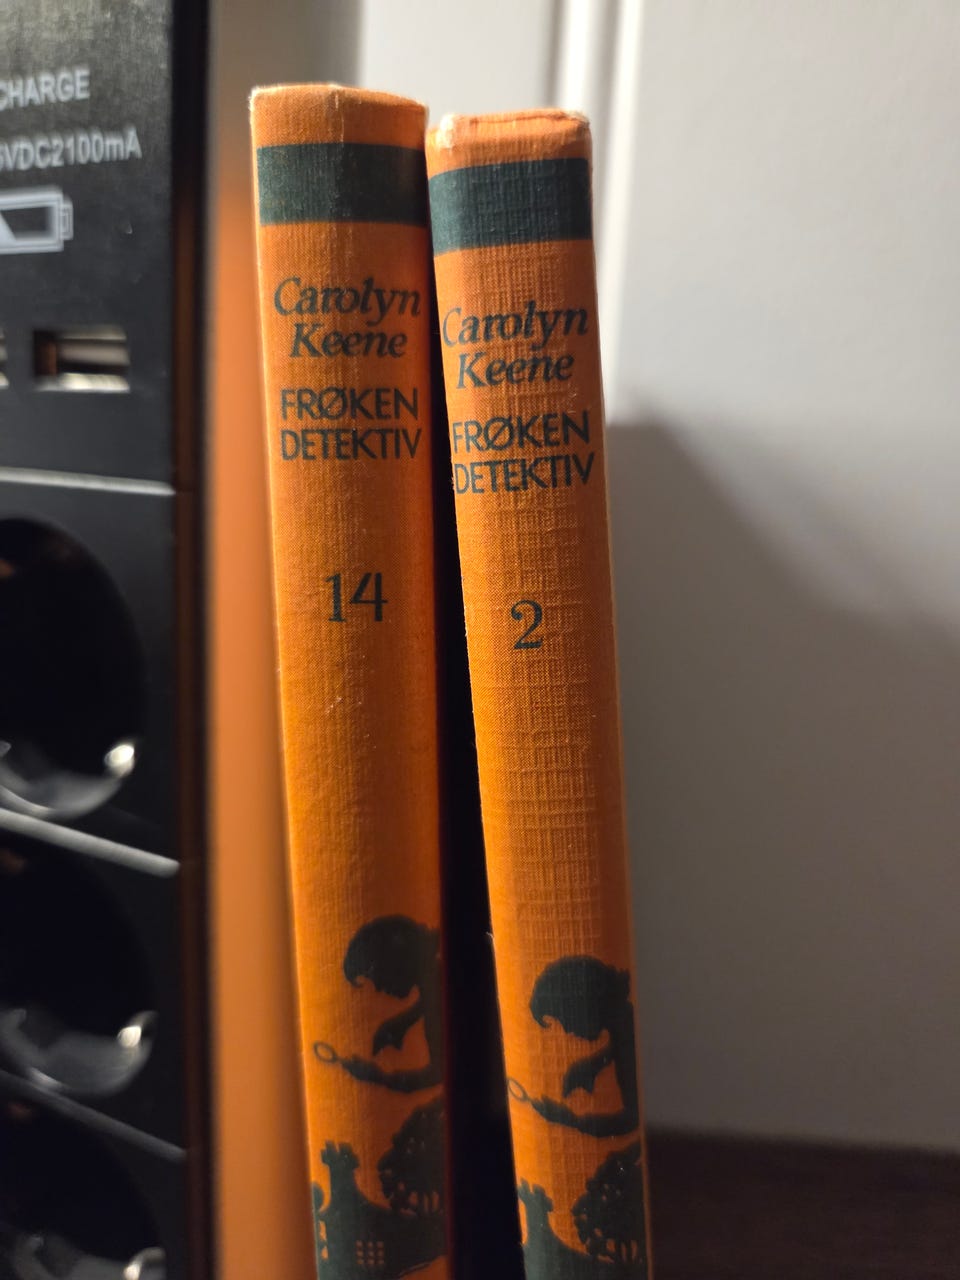 CHARGE
5VDC2100mA
Carolyn
Keene
FRØKEN
DETEKTIV
14
Carolyn
Keene
FRØKEN
DETEKTIV
2